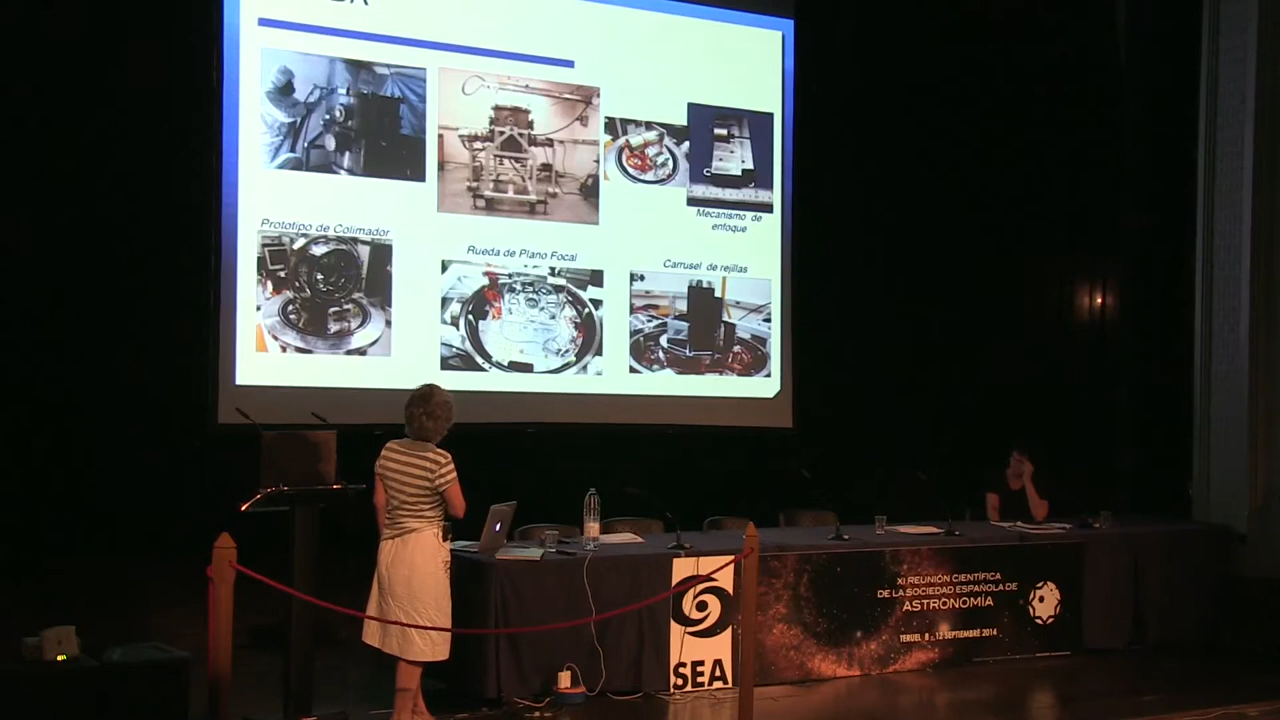 Mecanismo de
enfoque
Prototipo de Colimador
Rueda de Plano Focal
Carrusel de rejillas
XI REUNIÓN CIENTÍFICA
DE LA SOCIEDAD ESPAÑOLA DE
ASTRONOMÍA
TERUEL 8 - 12 SEPTIEMBRE 2014
SEA